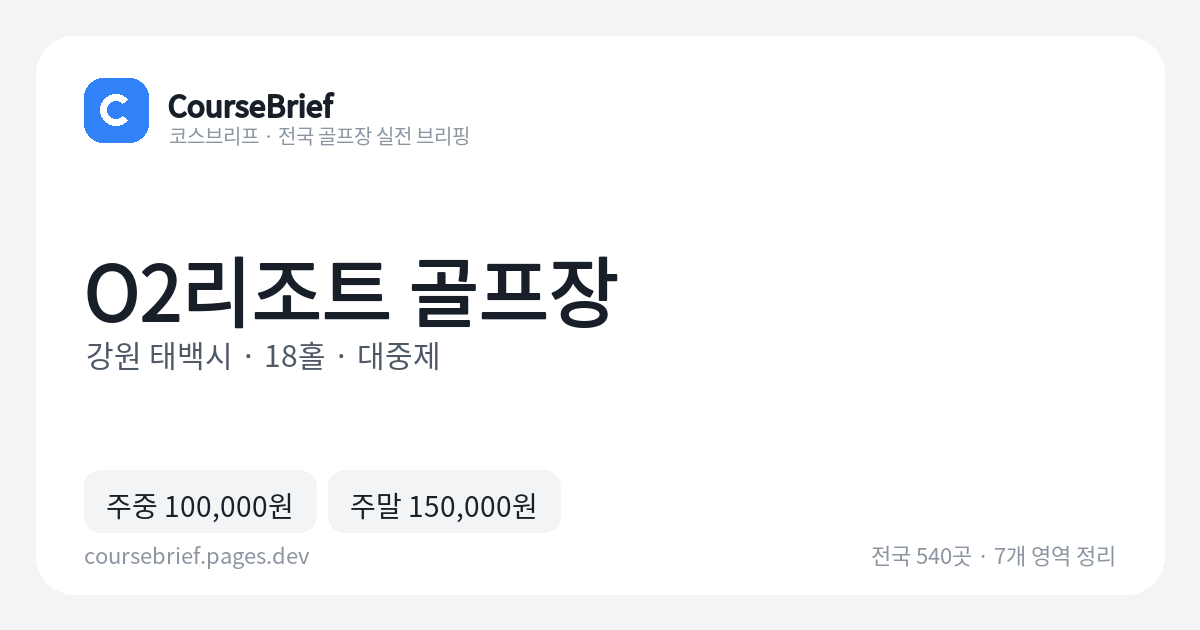 C
CourseBrief
코스브리프 · 전국 골프장 실전 브리핑
O2리조트 골프장
강원 태백시 · 18홀 · 대중제
주중 100,000원 주말 150,000원
coursebrief.pages.dev 전국 540곳 · 7개 영역 정리